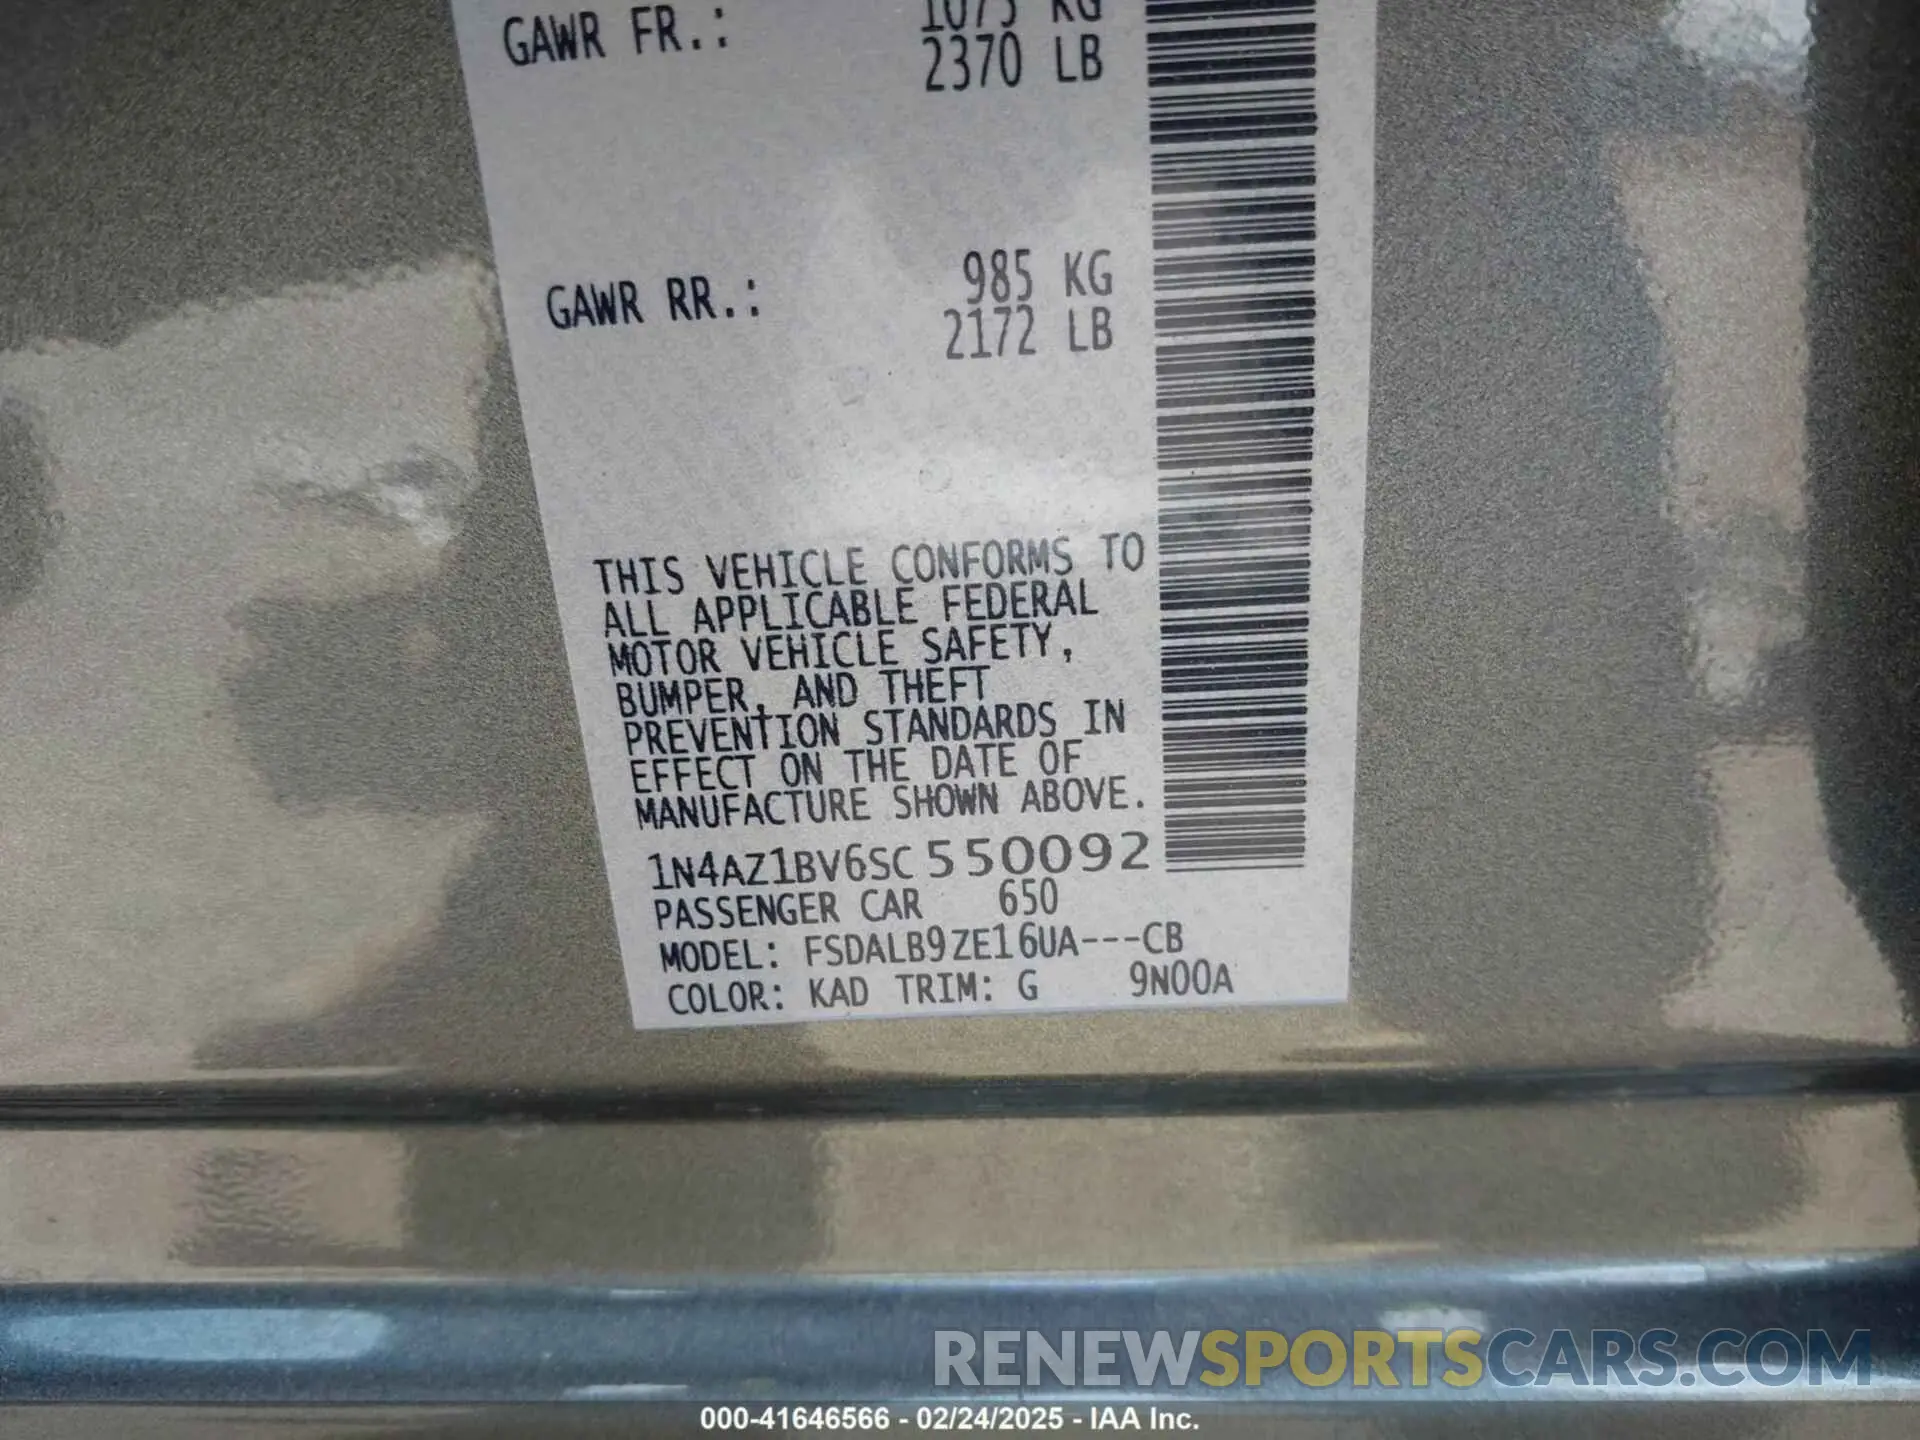 GAWR FR.: 1075 KG
2370 LB
GAWR RR.: 985 KG
2172 LB
THIS VEHICLE CONFORMS TO
ALL APPLICABLE FEDERAL
MOTOR VEHICLE SAFETY,
BUMPER, AND THEFT
PREVENTION STANDARDS IN
EFFECT ON THE DATE OF
MANUFACTURE SHOWN ABOVE.
1N4AZ1BV6SC550092
PASSENGER CAR 650
MODEL: FSDALB9ZE16UA---CB
COLOR: KAD TRIM: G 9N00A
RENEWSPORTSCARS.COM
000-41646566 - 02/24/2025 - IAA Inc.